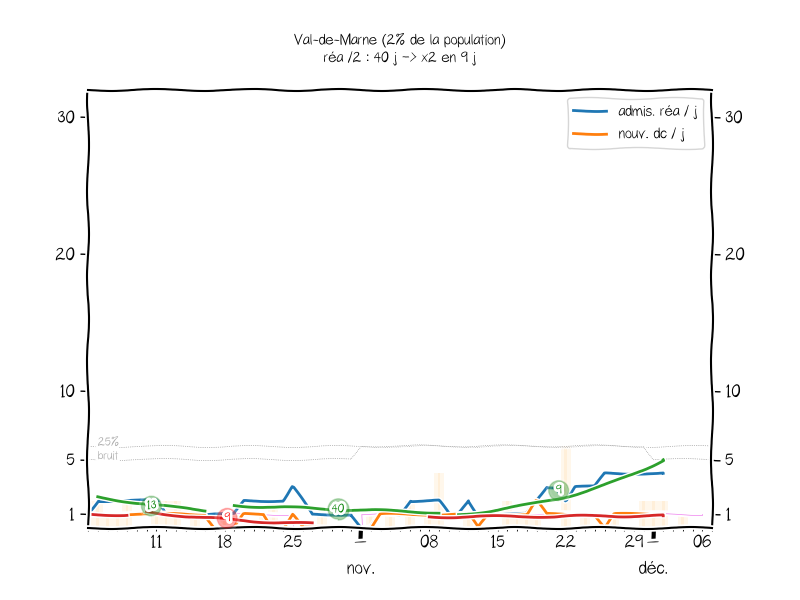 Val-de-Marne (2% de la population)
réa /2 : 40 j -> x2 en 9 j
admis. réa / j
nouv. dc / j
30
30
20
20
10
10
25%
bruit
5
5
13
9
40
9
1
1
11 18 25 08 15 22 29 06
nov. déc.